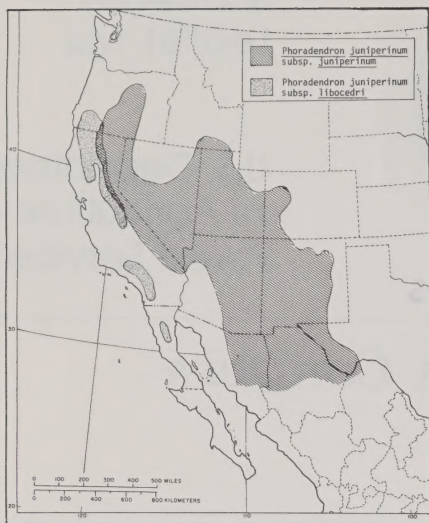 Phoradendron juniperinum
subsp. juniperinum
Phoradendron juniperinum
subsp. libocedri
40
30
20
0 100 200 300 400 500 MILES
0 200 400 600 800 KILOMETERS
120
110
100